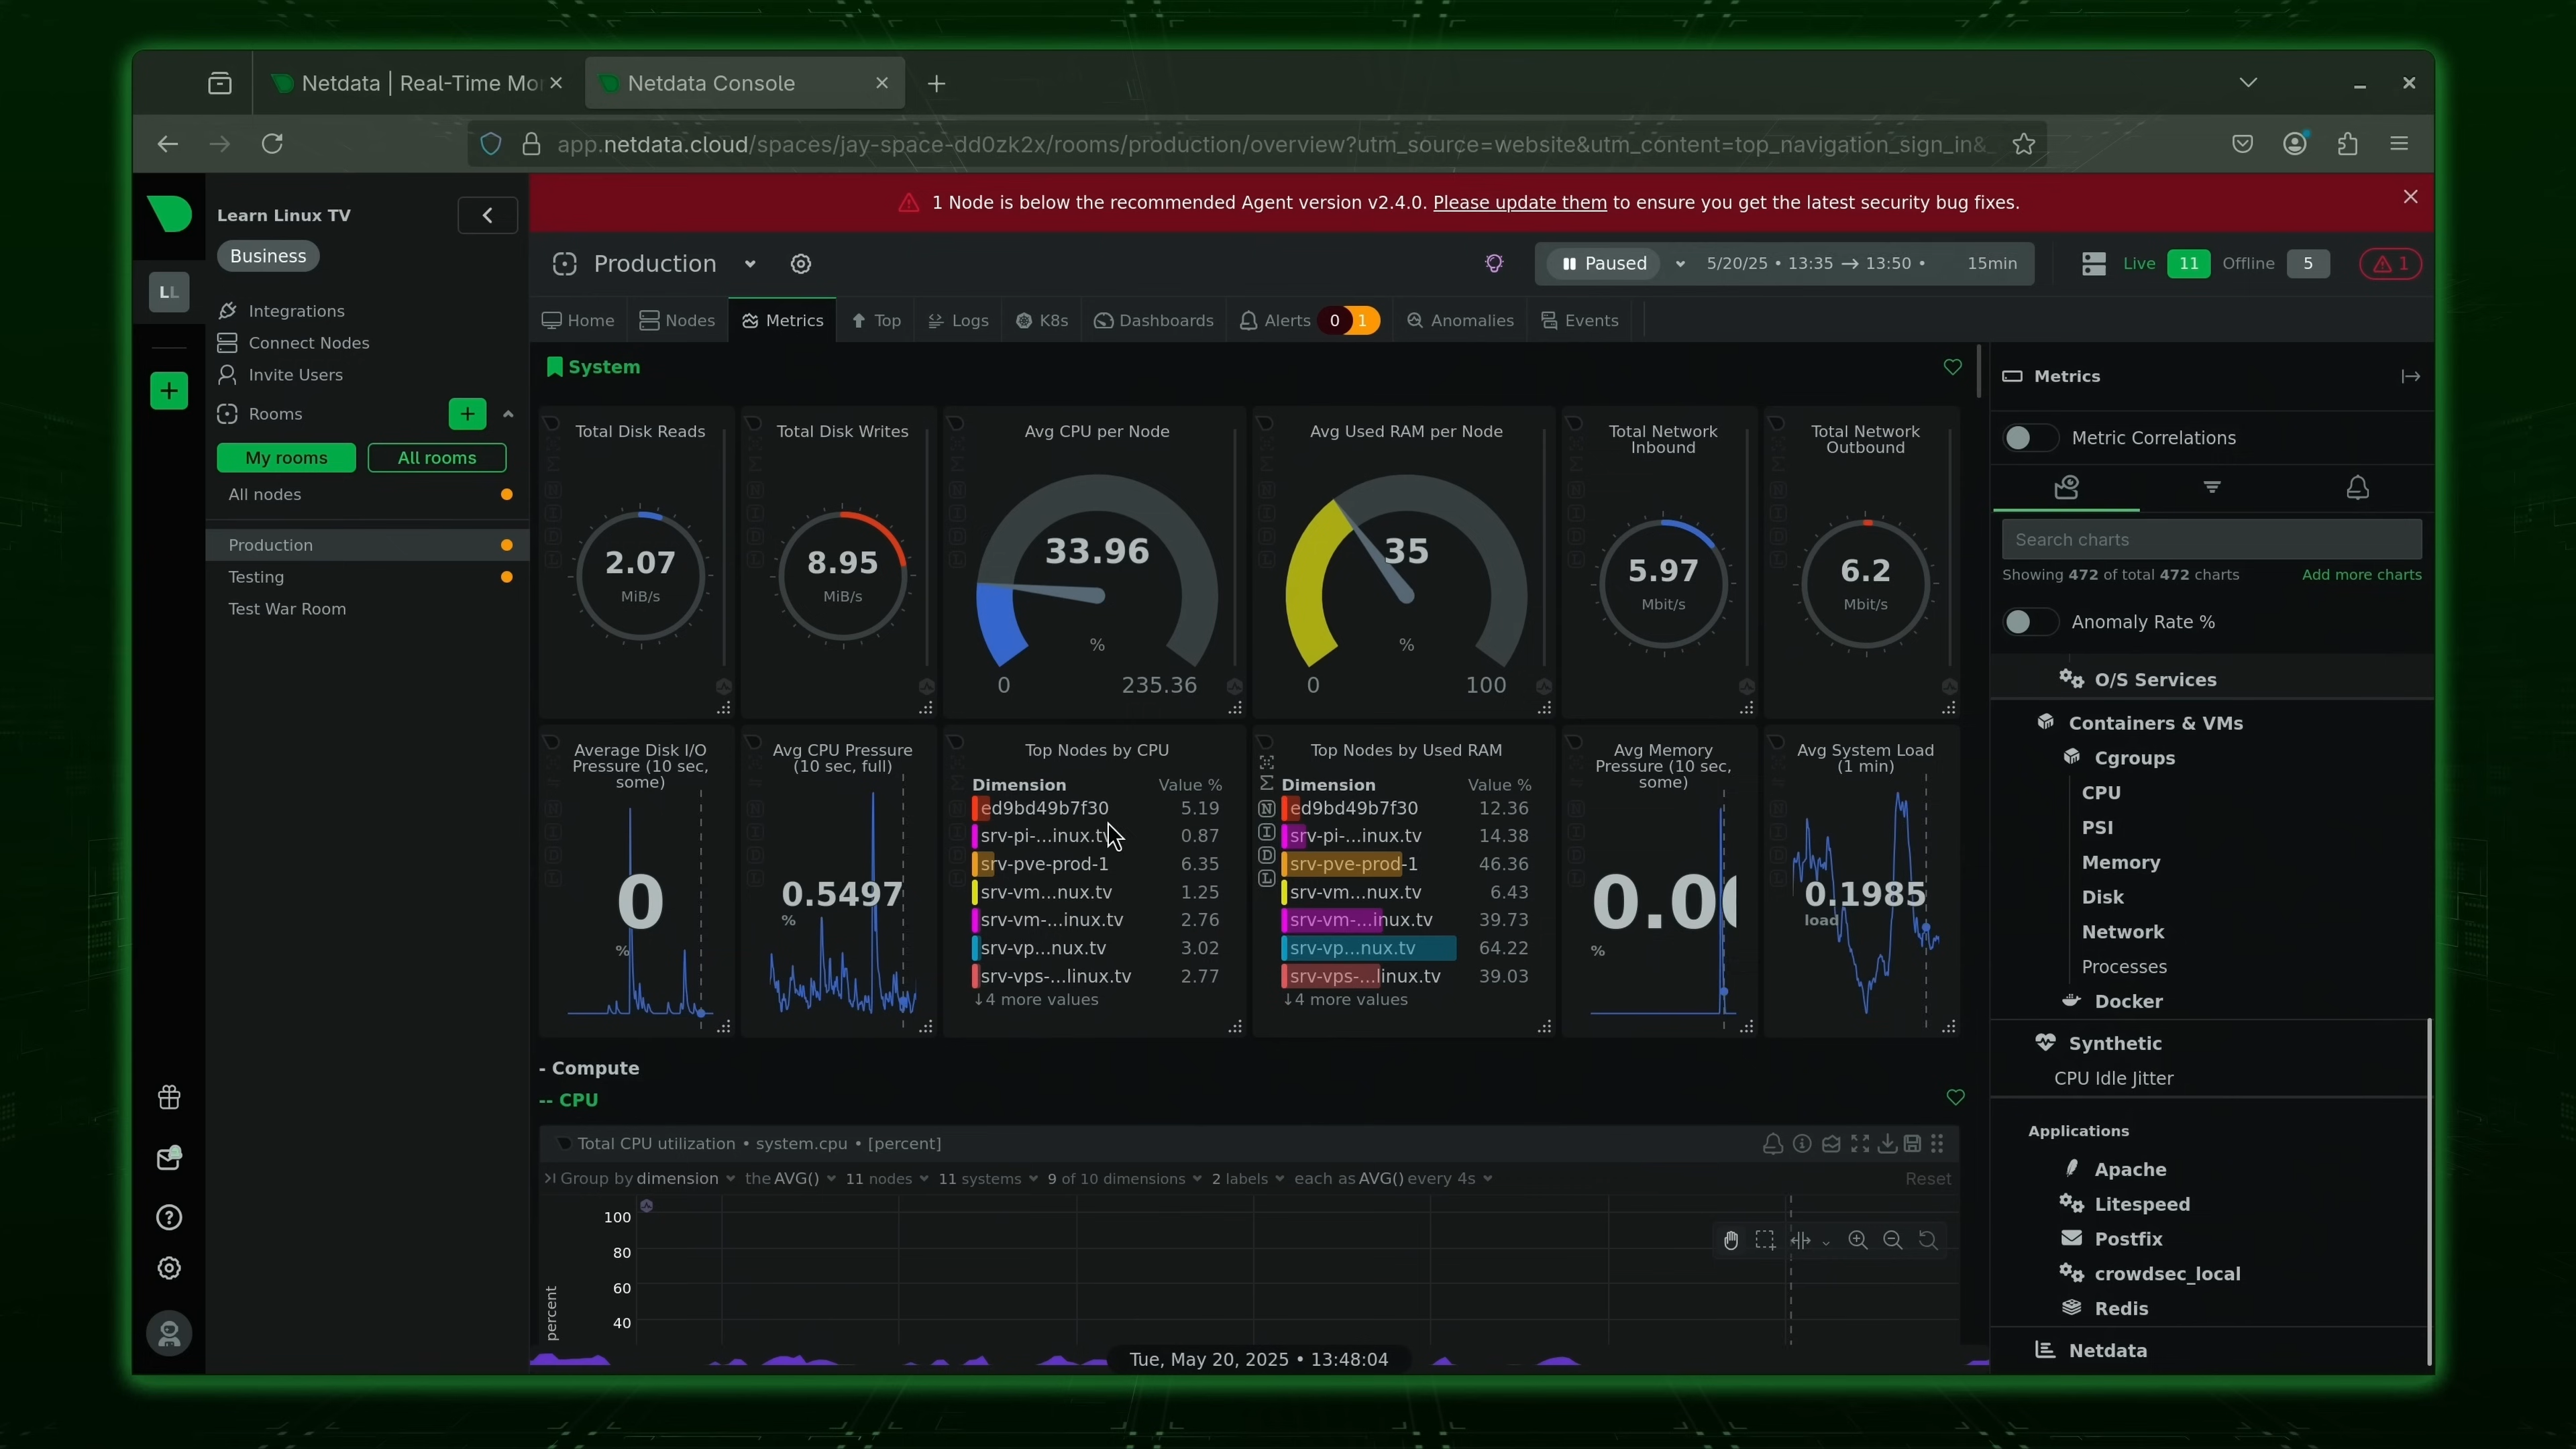 Netdata | Real-Time Mor
Netdata Console
app.netdata.cloud/spaces/jay-space-dd0zk2x/rooms/production/overview?utm_source=website&utm_content=top_navigation_sign_in&
1 Node is below the recommended Agent version v2.4.0. Please update them to ensure you get the latest security bug fixes.
Learn Linux TV
Business
LL
Integrations
Connect Nodes
Invite Users
Rooms
My rooms
All rooms
All nodes
Production
Testing
Test War Room
Production
Paused
5/20/25 • 13:35 → 13:50 •
15min
Live 11 Offline 5
1
Home
Nodes
Metrics
Top
Logs
K8s
Dashboards
Alerts 0 1
Anomalies
Events
System
Total Disk Reads
2.07
MiB/s
Total Disk Writes
8.95
MiB/s
Avg CPU per Node
33.96
%
0 235.36
Avg Used RAM per Node
35
%
0 100
Total Network
Inbound
5.97
Mbit/s
Total Network
Outbound
6.2
Mbit/s
Average Disk I/O
Pressure (10 sec,
some)
0
%
Avg CPU Pressure
(10 sec, full)
0.5497
%
Top Nodes by CPU
Dimension Value %
ed9bd49b7f30 5.19
srv-pi-...inux.tv 0.87
srv-pve-prod-1 6.35
srv-vm...nux.tv 1.25
srv-vm-...inux.tv 2.76
srv-vp...nux.tv 3.02
srv-vps-...linux.tv 2.77
↓4 more values
Top Nodes by Used RAM
Dimension Value %
ed9bd49b7f30 12.36
srv-pi-...inux.tv 14.38
srv-pve-prod-1 46.36
srv-vm...nux.tv 6.43
srv-vm-...inux.tv 39.73
srv-vp...nux.tv 64.22
srv-vps-...linux.tv 39.03
↓4 more values
Avg Memory
Pressure (10 sec,
some)
0.0
%
Avg System Load
(1 min)
0.1985
load
- Compute
-- CPU
Total CPU utilization • system.cpu • [percent]
Group by dimension the AVG() 11 nodes 11 systems 9 of 10 dimensions 2 labels each as AVG() every 4s
Reset
100
80
60
40
percent
Tue, May 20, 2025 • 13:48:04
Metrics
Metric Correlations
Search charts
Showing 472 of total 472 charts
Add more charts
Anomaly Rate %
O/S Services
Containers & VMs
Cgroups
CPU
PSI
Memory
Disk
Network
Processes
Docker
Synthetic
CPU Idle Jitter
Applications
Apache
Litespeed
Postfix
crowdsec_local
Redis
Netdata